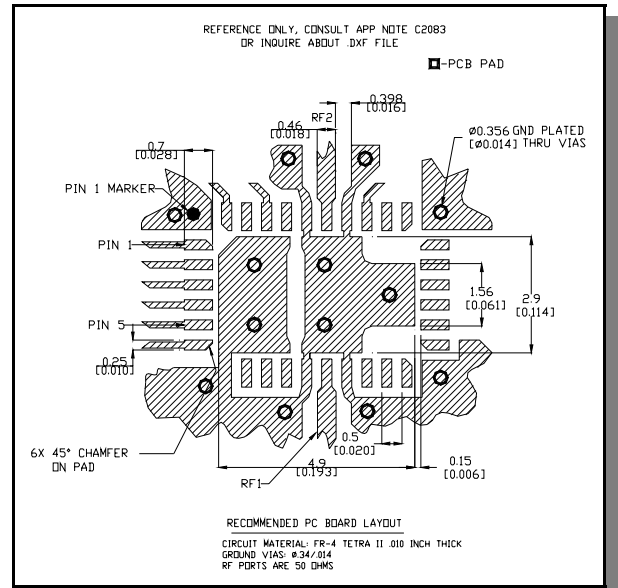 REFERENCE ONLY, CONSULT APP NOTE C2083
OR INQUIRE ABOUT .DXF FILE
-PCB PAD
0.398
[0.016]
RF2
0.46
[0.018]
0.7
[0.028]
Ø0.356 GND PLATED
[Ø0.014] THRU VIAS
PIN 1 MARKER
PIN 1
1.56
[0.061]
2.9
[0.114]
PIN 5
0.25
[0.010]
6X 45° CHAMFER
ON PAD
0.5
[0.020]
4.9
[0.193]
0.15
[0.006]
RF1
RECOMMENDED PC BOARD LAYOUT
CIRCUIT MATERIAL: FR-4 TETRA II .010 INCH THICK
GROUND VIAS: Ø.34/.014
RF PORTS ARE 50 OHMS